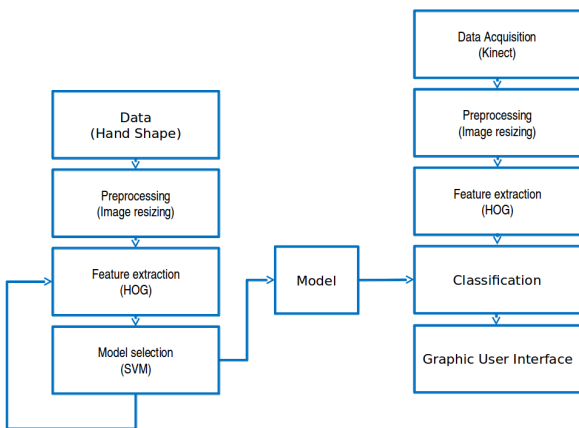 Data
(Hand Shape)
Preprocessing
(Image resizing)
Feature extraction
(HOG)
Model selection
(SVM)
Model
Data Acquisition
(Kinect)
Preprocessing
(Image resizing)
Feature extraction
(HOG)
Classification
Graphic User Interface